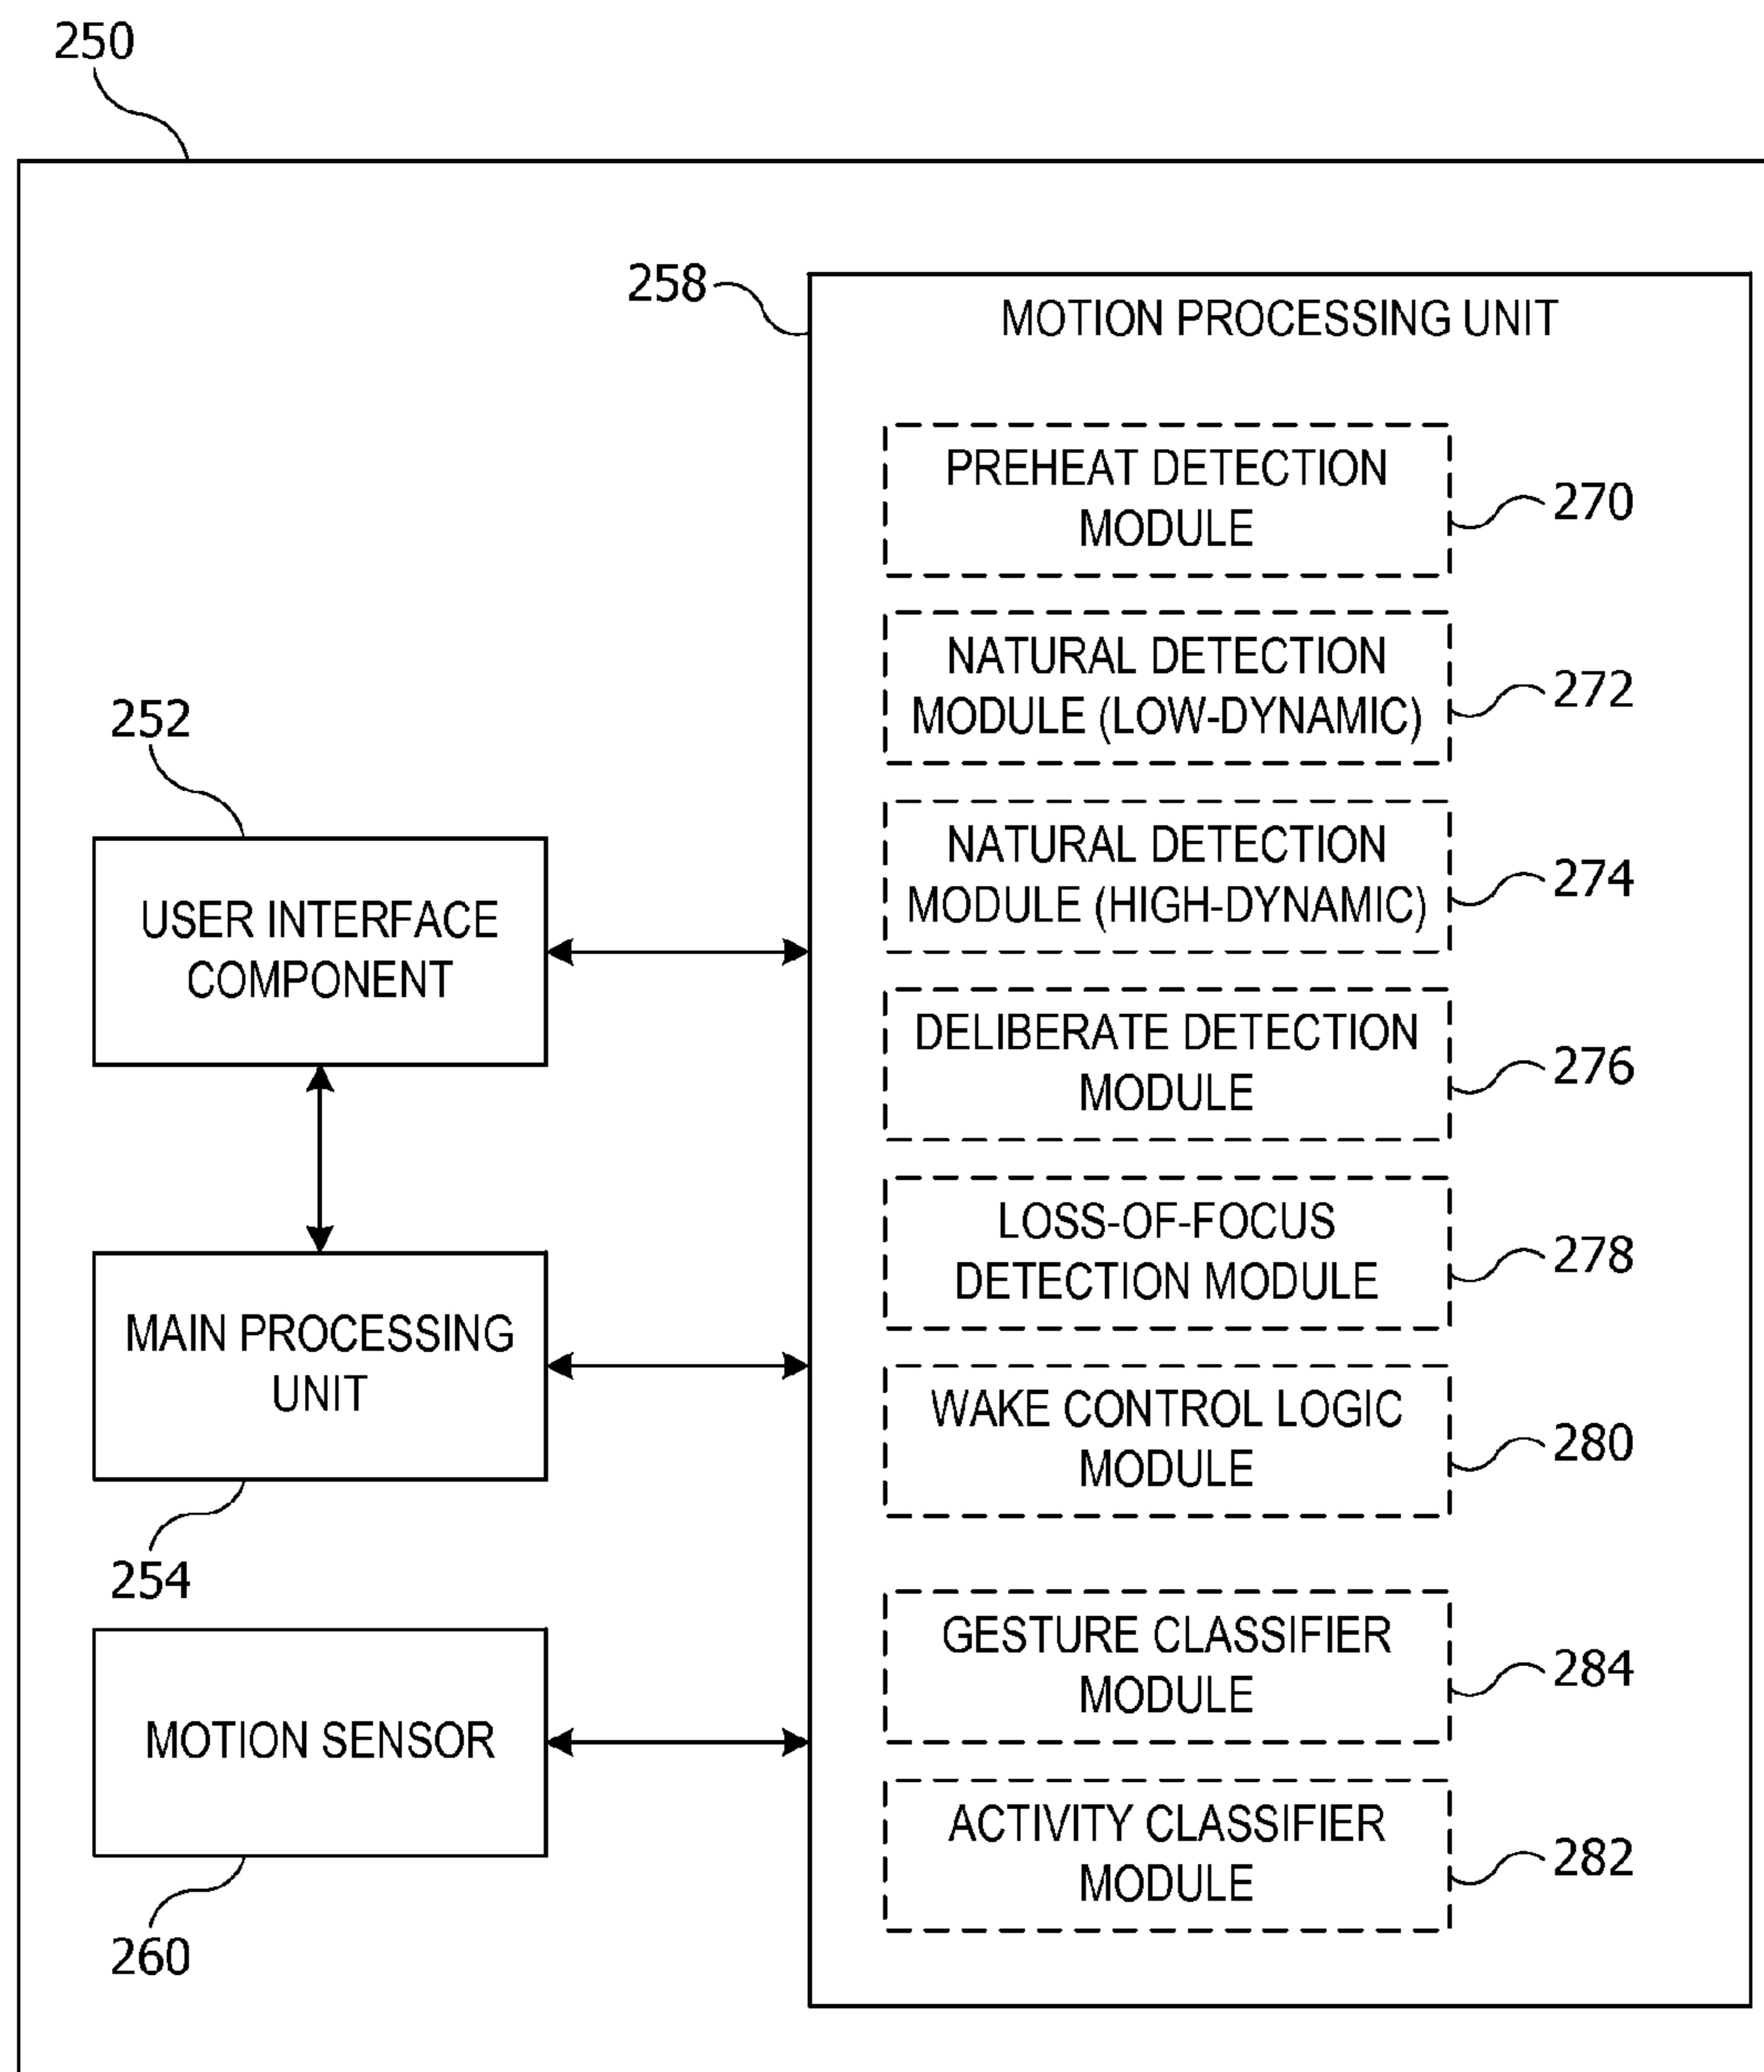 250
258
MOTION PROCESSING UNIT
PREHEAT DETECTION
MODULE
270
NATURAL DETECTION
MODULE (LOW-DYNAMIC)
272
252
NATURAL DETECTION
MODULE (HIGH-DYNAMIC)
274
USER INTERFACE
COMPONENT
DELIBERATE DETECTION
MODULE
276
LOSS-OF-FOCUS
DETECTION MODULE
278
MAIN PROCESSING
UNIT
WAKE CONTROL LOGIC
MODULE
280
254
GESTURE CLASSIFIER
MODULE
284
MOTION SENSOR
ACTIVITY CLASSIFIER
MODULE
282
260